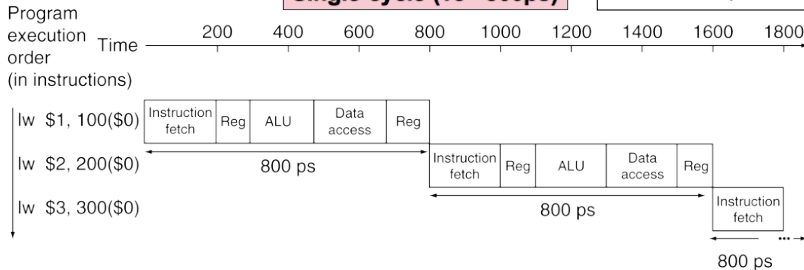 Program
execution
order
(in instructions)
Time
200 400 600 800 1000 1200 1400 1600 1800
lw $1, 100($0)
Instruction
fetch
Reg
ALU
Data
access
Reg
800 ps
lw $2, 200($0)
Instruction
fetch
Reg
ALU
Data
access
Reg
800 ps
lw $3, 300($0)
Instruction
fetch
...
800 ps